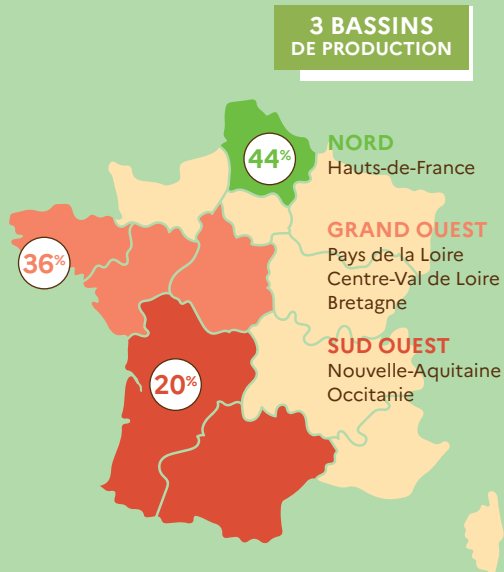 3 BASSINS
DE PRODUCTION
44%
NORD
Hauts-de-France
36%
GRAND OUEST
Pays de la Loire
Centre-Val de Loire
Bretagne
20%
SUD OUEST
Nouvelle-Aquitaine
Occitanie